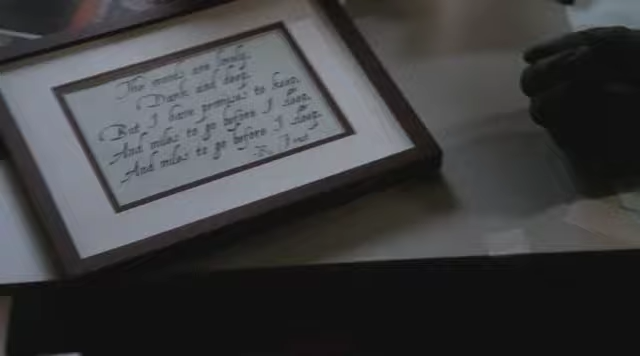 The woods are lovely,
Dark and deep,
But I have promises to keep,
And miles to go before I sleep,
And miles to go before I sleep.